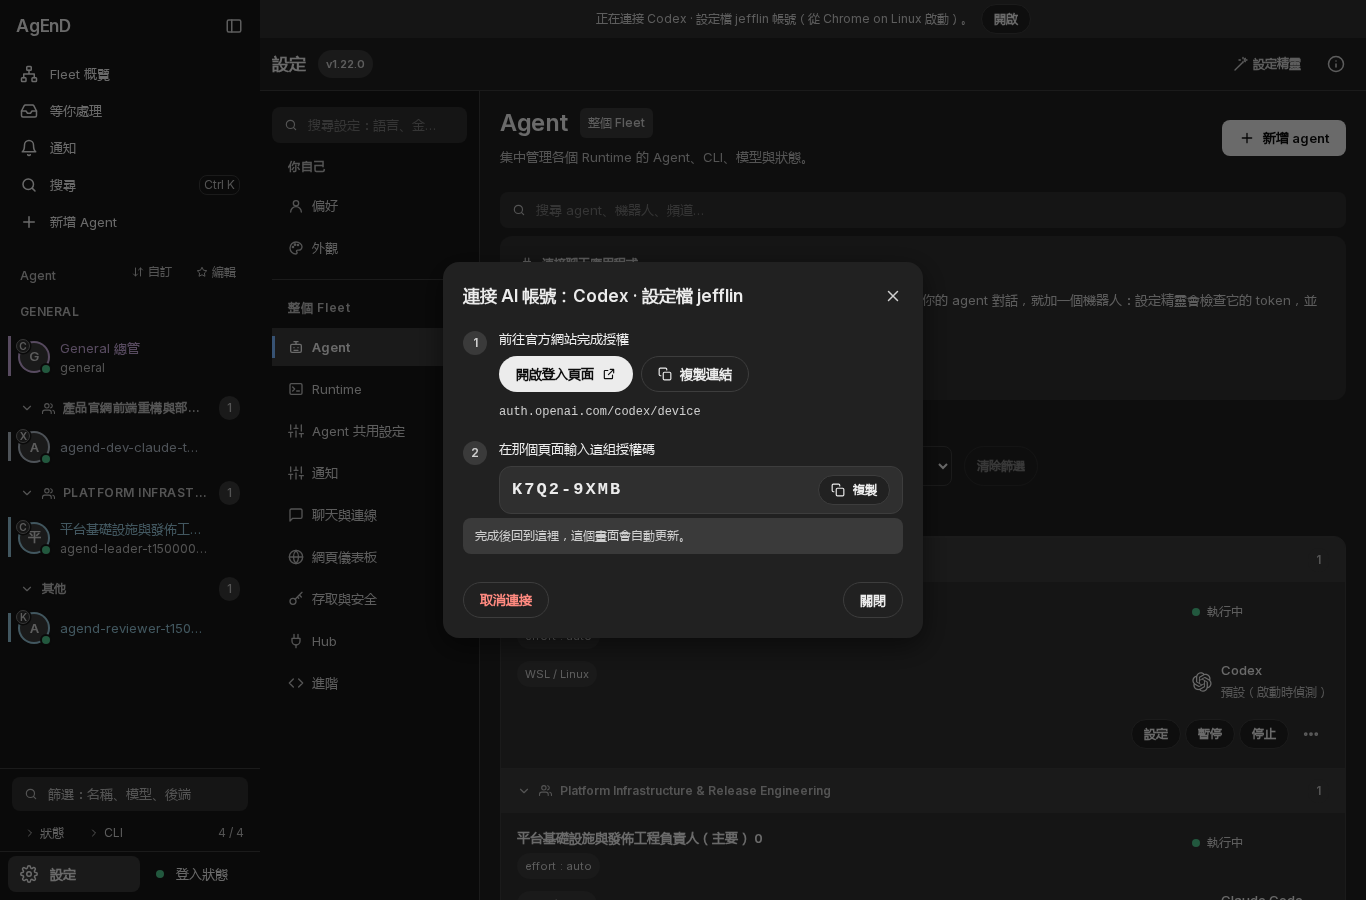 AgEnD
Fleet 概覽
等你處理
通知
搜尋
Ctrl K
新增 Agent
Agent
自訂
編輯
GENERAL
C
G
General 總管
general
產品官網前端重構與部…
1
X
A
agend-dev-claude-t…
PLATFORM INFRAST…
1
C
平
平台基礎設施與發佈工…
agend-leader-t150000…
其他
1
K
A
agend-reviewer-t150…
篩選：名稱、模型、後端
狀態
CLI
4 / 4
設定
登入狀態
正在連接 Codex · 設定檔 jefflin 帳號（從 Chrome on Linux 啟動）。
開啟
設定
v1.22.0
設定精靈
搜尋設定：語言、金…
你自己
偏好
外觀
整個 Fleet
Agent
Runtime
Agent 共用設定
通知
聊天與連線
網頁儀表板
存取與安全
Hub
進階
Agent
整個 Fleet
集中管理各個 Runtime 的 Agent、CLI、模型與狀態。
新增 agent
搜尋 agent、機器人、頻道…
你的 agent 對話，就加一個機器人：設定精靈會檢查它的 token，並
清除篩選
連接 AI 帳號：Codex · 設定檔 jefflin
1
前往官方網站完成授權
開啟登入頁面
複製連結
auth.openai.com/codex/device
2
在那個頁面輸入這組授權碼
K7Q2-9XMB
複製
完成後回到這裡，這個畫面會自動更新。
取消連接
關閉
1
執行中
WSL / Linux
Codex
預設（啟動時偵測）
設定
暫停
停止
Platform Infrastructure & Release Engineering
1
平台基礎設施與發佈工程負責人（主要）0
執行中
effort : auto
Claude Code